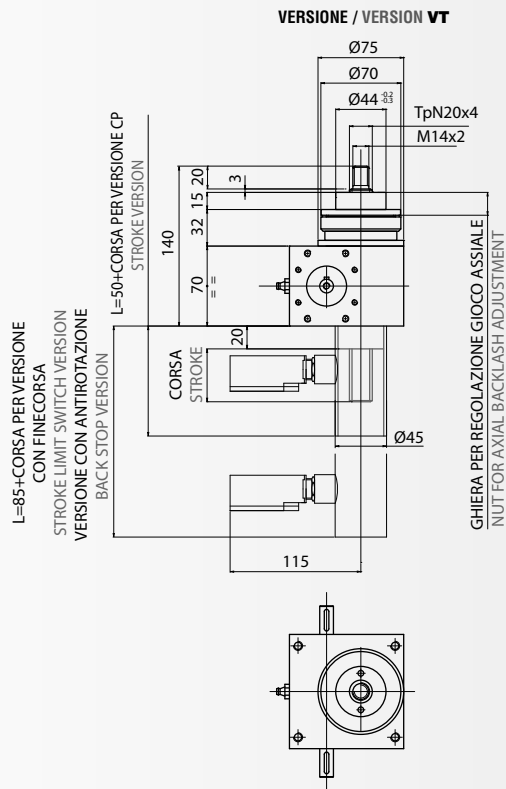 VERSIONE / VERSION VT
Ø75
Ø70
Ø44 -0.2 -0.3
TpN20x4
M14x2
20
3
15
32
140
70
= =
L=50+CORSA PER VERSIONE CP
STROKE VERSION
20
CORSA
STROKE
L=85+CORSA PER VERSIONE
CON FINECORSA
STROKE LIMIT SWITCH VERSION
VERSIONE CON ANTIROTAZIONE
BACK STOP VERSION
Ø45
115
GHIERA PER REGOLAZIONE GIOCO ASSIALE
NUT FOR AXIAL BACKLASH ADJUSTMENT